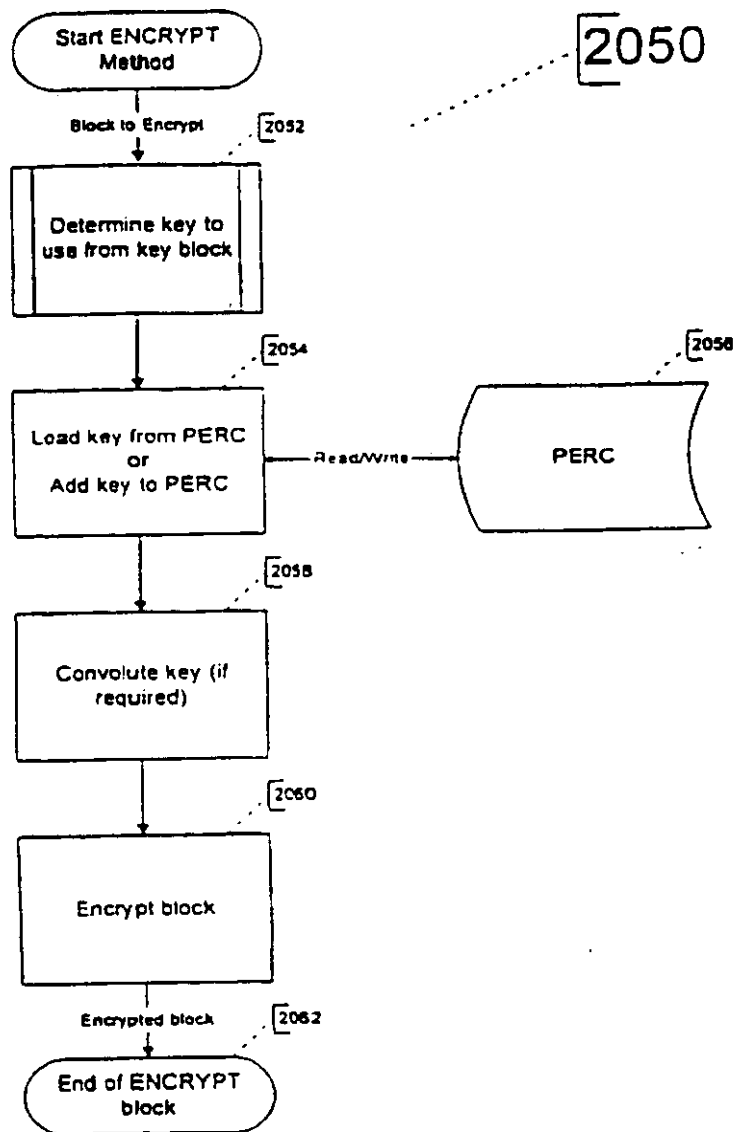 Start ENCRYPT
Method
2050
Block to Encrypt
2052
Determine key to
use from key block
2054
2056
Load key from PERC
or
Add key to PERC
Read/Write
PERC
2058
Convolute key (if
required)
2060
Encrypt block
Encrypted block
2062
End of ENCRYPT
block